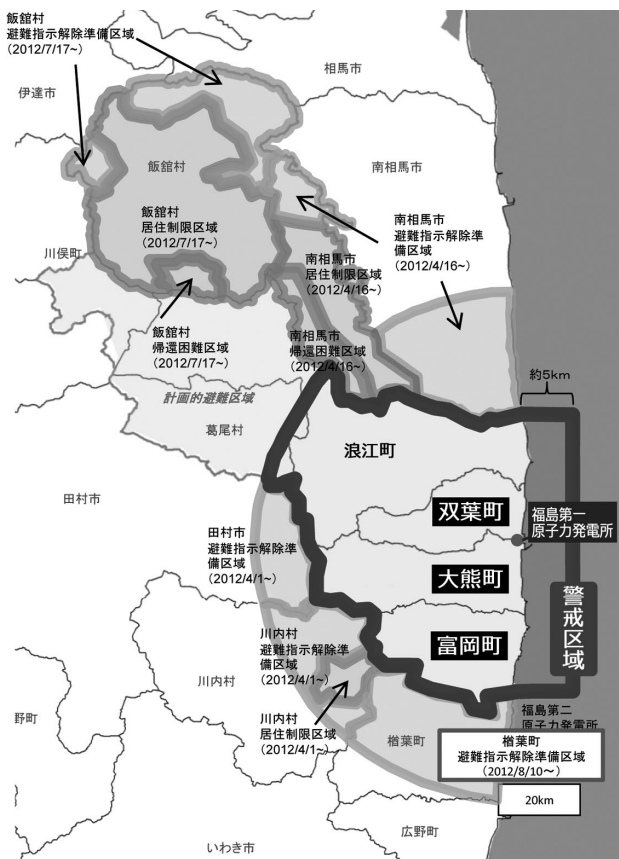 飯舘村
避難指示解除準備区域
(2012/7/17~)
相馬市
伊達市
飯舘村
南相馬市
飯舘村
居住制限区域
(2012/7/17~)
南相馬市
避難指示解除準
備区域
(2012/4/16~)
川俣町
南相馬市
居住制限区域
(2012/4/16~)
飯舘村
帰還困難区域
(2012/7/17~)
南相馬市
帰還困難区域
(2012/4/16~)
約5km
計画的避難区域
葛尾村
浪江町
田村市
双葉町
福島第一
原子力発電所
田村市
避難指示解除準
備区域
(2012/4/1~)
大熊町
警戒区域
川内村
避難指示解除準
備区域
(2012/4/1~)
富岡町
川内村
川内村
居住制限区域
(2012/4/1~)
福島第二
原子力発電所
野町
楢葉町
楢葉町
避難指示解除準備区域
(2012/8/10~)
20km
広野町
いわき市